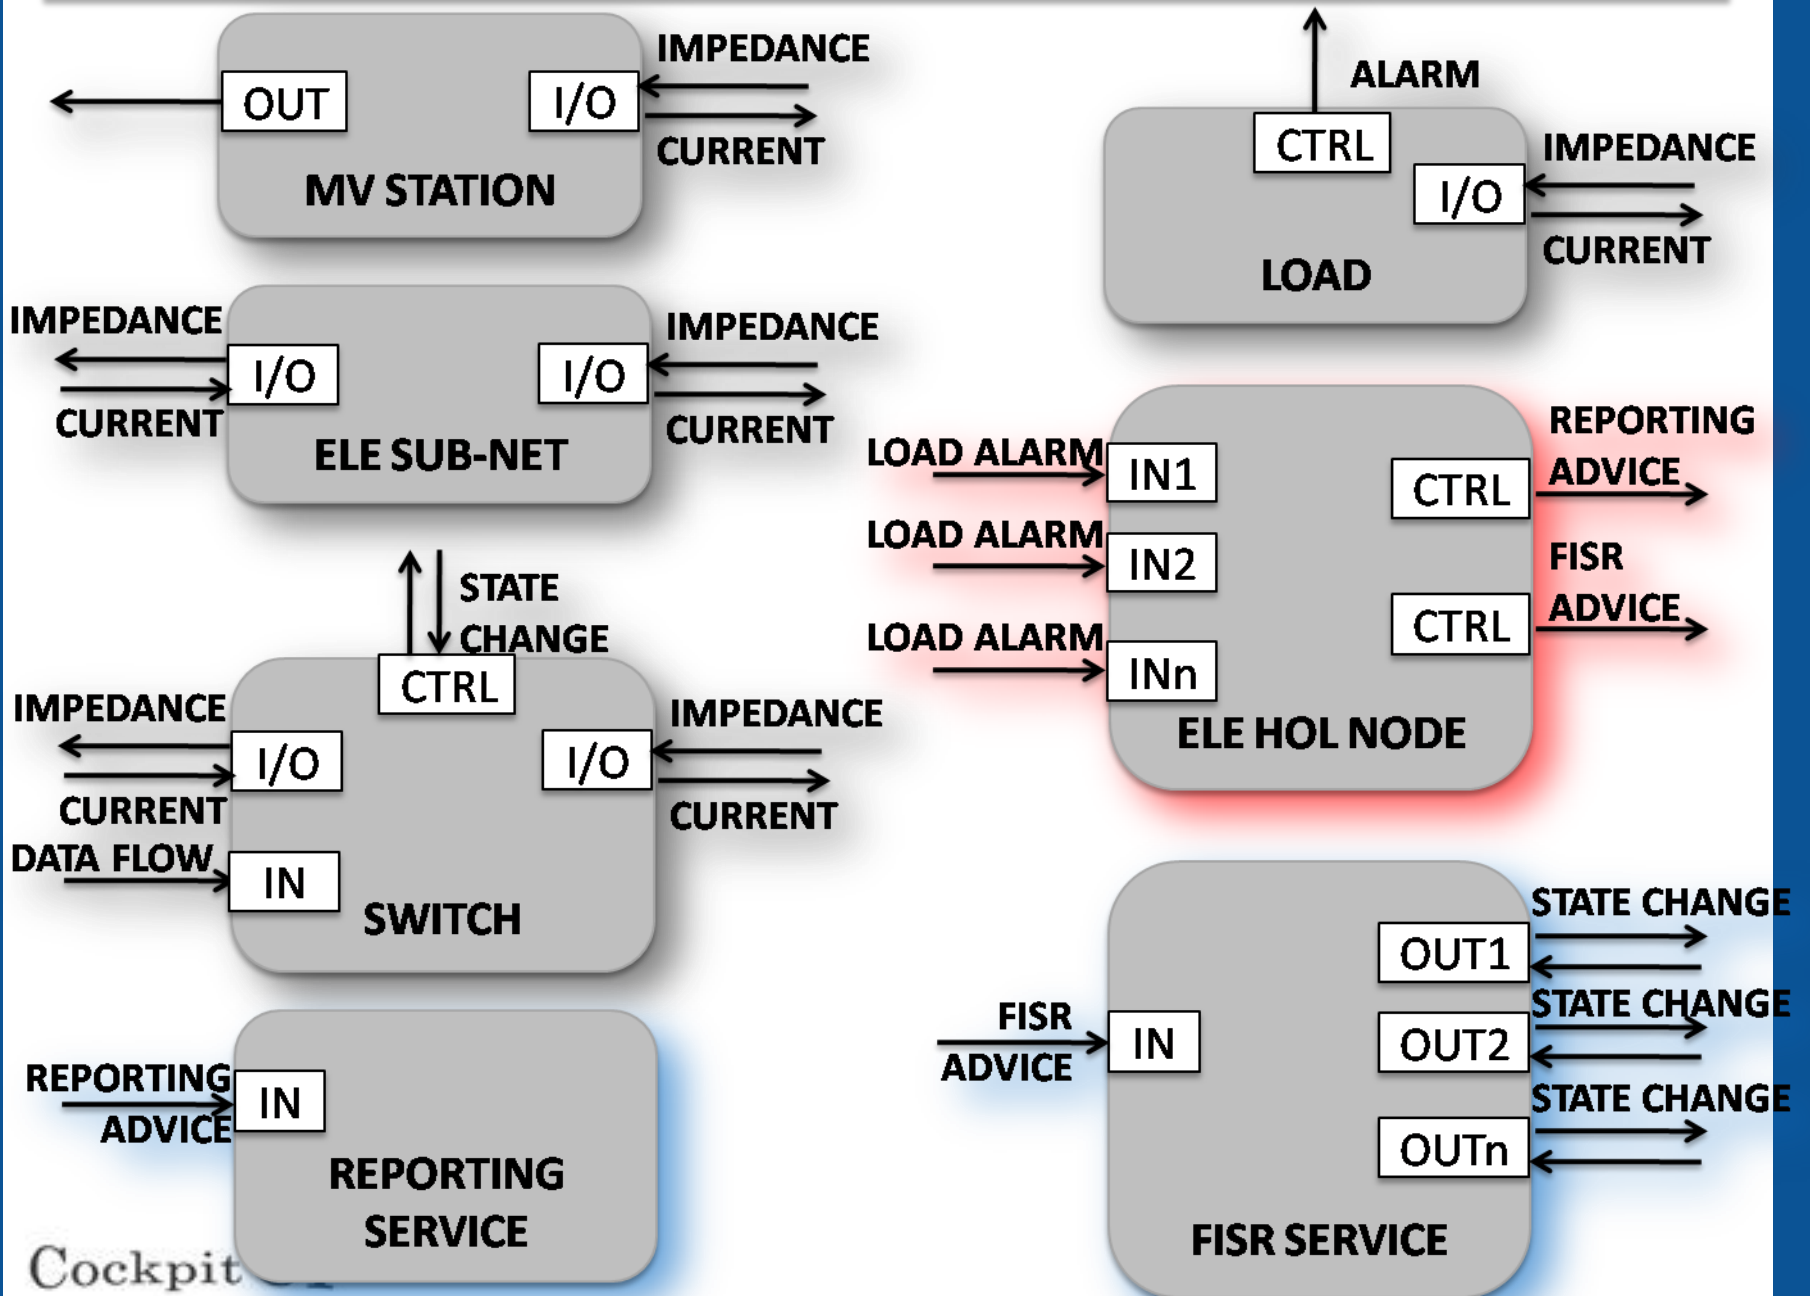 IMPEDANCE
OUT
I/O
CURRENT
MV STATION
ALARM
CTRL
IMPEDANCE
I/O
CURRENT
LOAD
IMPEDANCE
IMPEDANCE
I/O
I/O
CURRENT
CURRENT
ELE SUB-NET
REPORTING
ADVICE
LOAD ALARM
IN1
CTRL
LOAD ALARM
IN2
FISR
ADVICE
CTRL
LOAD ALARM
INn
ELE HOL NODE
STATE
CHANGE
CTRL
IMPEDANCE
IMPEDANCE
I/O
I/O
CURRENT
CURRENT
DATA FLOW
IN
SWITCH
STATE CHANGE
OUT1
FISR
ADVICE
IN
STATE CHANGE
OUT2
STATE CHANGE
OUTn
FISR SERVICE
REPORTING
ADVICE
IN
REPORTING
SERVICE
Cockpit